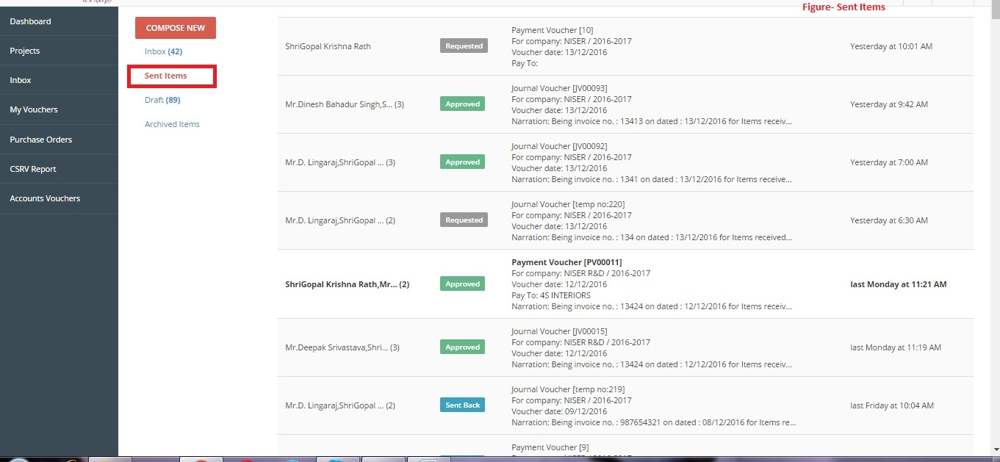 Figure- Sent Items
Dashboard
Projects
Inbox
My Vouchers
Purchase Orders
CSRV Report
Accounts Vouchers
COMPOSE NEW
Inbox (42)
Sent Items
Draft (89)
Archived Items
ShriGopal Krishna Rath
Requested
Payment Voucher [10]
For company: NISER / 2016-2017
Voucher date: 13/12/2016
Pay To:
Yesterday at 10:01 AM
Mr.Dinesh Bahadur Singh,S... (3)
Approved
Journal Voucher [JV00093]
For company: NISER / 2016-2017
Voucher date: 13/12/2016
Narration: Being invoice no. : 13413 on dated : 13/12/2016 for Items receiv...
Yesterday at 9:42 AM
Mr.D. Lingaraj,ShriGopal ... (3)
Approved
Journal Voucher [JV00092]
For company: NISER / 2016-2017
Voucher date: 13/12/2016
Narration: Being invoice no. : 1341 on dated : 13/12/2016 for Items receive...
Yesterday at 7:00 AM
Mr.D. Lingaraj,ShriGopal ... (2)
Requested
Journal Voucher [temp no:220]
For company: NISER / 2016-2017
Voucher date: 13/12/2016
Narration: Being invoice no. : 134 on dated : 13/12/2016 for Items received...
Yesterday at 6:30 AM
ShriGopal Krishna Rath,Mr... (2)
Approved
Payment Voucher [PV00011]
For company: NISER R&D / 2016-2017
Voucher date: 12/12/2016
Pay To: 4S INTERIORS
Narration: Being invoice no. : 13424 on dated : 12/12/2016 for Items receiv...
last Monday at 11:21 AM
Mr.Deepak Srivastava,Shri... (3)
Approved
Journal Voucher [JV00015]
For company: NISER R&D / 2016-2017
Voucher date: 12/12/2016
Narration: Being invoice no. : 13424 on dated : 12/12/2016 for Items receiv...
last Monday at 11:19 AM
Mr.D. Lingaraj,ShriGopal ... (2)
Sent Back
Journal Voucher [temp no:219]
For company: NISER / 2016-2017
Voucher date: 09/12/2016
Narration: Being invoice no. : 987654321 on dated : 08/12/2016 for Items re...
last Friday at 10:04 AM
Payment Voucher [9]